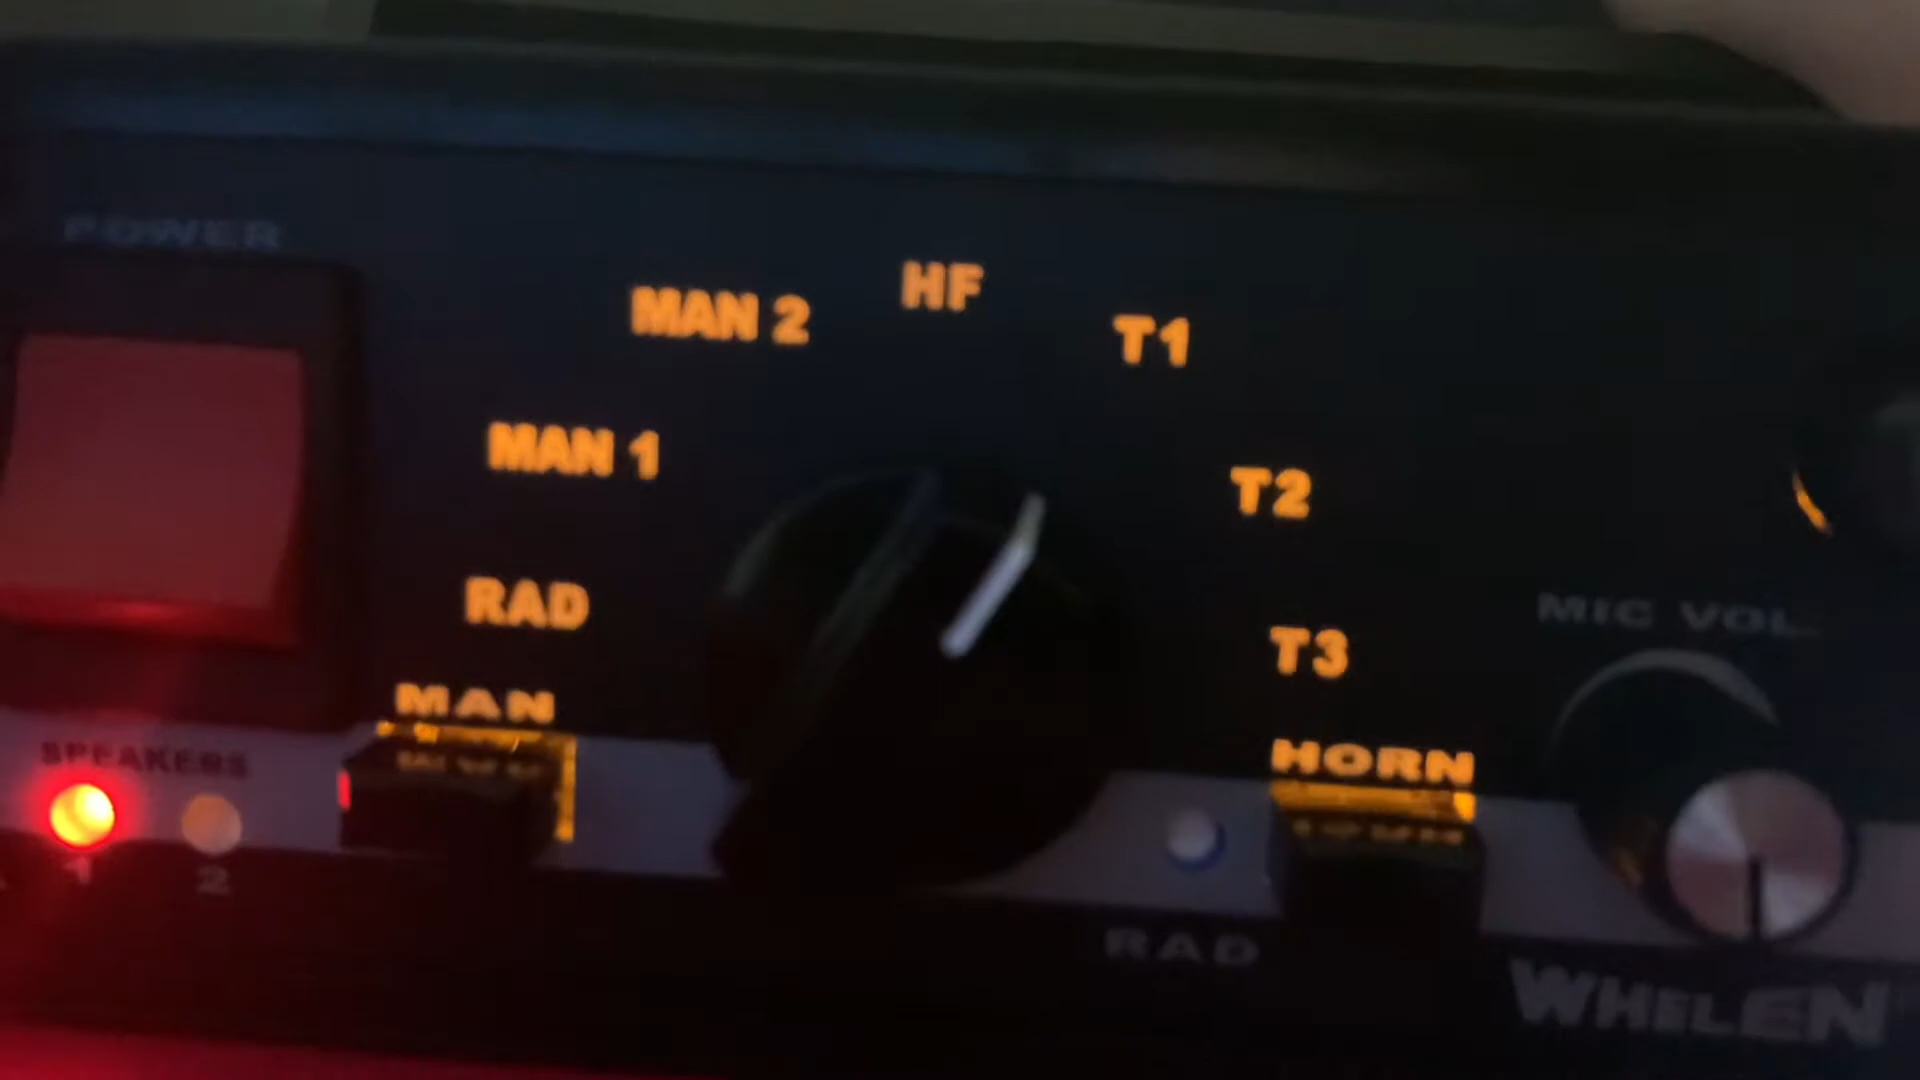 POWER
HF
MAN 2
T1
MAN 1
T2
RAD
T3
MIC VOL.
MAN
HORN
SPEAKERS
1
2
RAD
WHELEN